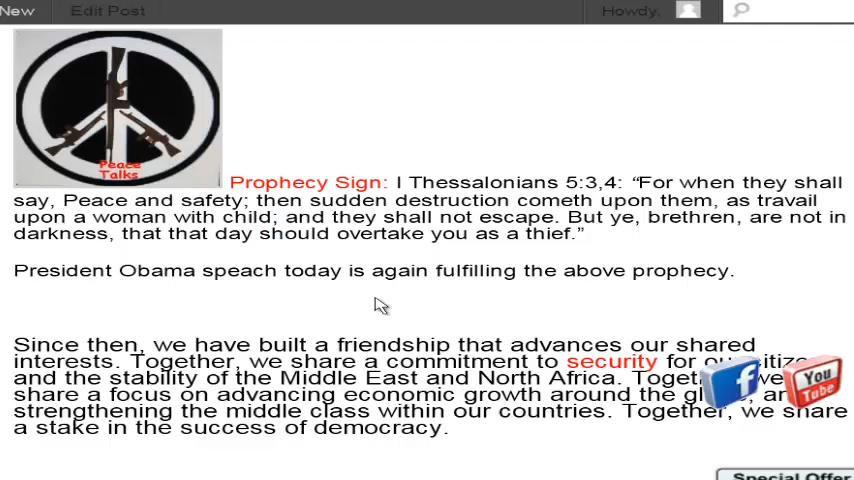 New Edit Post Howdy,
Peace
Talks
Prophecy Sign: I Thessalonians 5:3,4: “For when they shall
say, Peace and safety; then sudden destruction cometh upon them, as travail
upon a woman with child; and they shall not escape. But ye, brethren, are not in
darkness, that that day should overtake you as a thief.”
President Obama speach today is again fulfilling the above prophecy.
Since then, we have built a friendship that advances our shared
interests. Together, we share a commitment to security for
and the stability of the Middle East and North Africa.
share a focus on advancing economic growth around the
strengthening the middle class within our countries. Together, we share
a stake in the success of democracy.
f
You
Tube
Special Offer